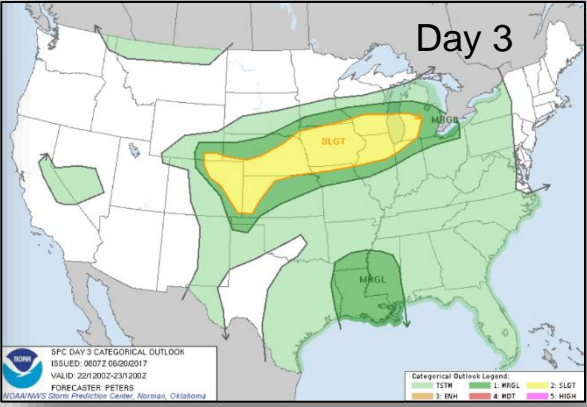 Day 3
MRGL
SLGT
MRGL
NOAA
SPC DAY 3 CATEGORICAL OUTLOOK
ISSUED: 0807Z 06/20/2017
VALID: 22/1200Z-23/1200Z
FORECASTER: PETERS
NOAA/NWS Storm Prediction Center, Norman, Oklahoma
Categorical Outlook Legend:
TSTM 1: MRGL 2: SLGT
3: ENH 4: MDT 5: HIGH